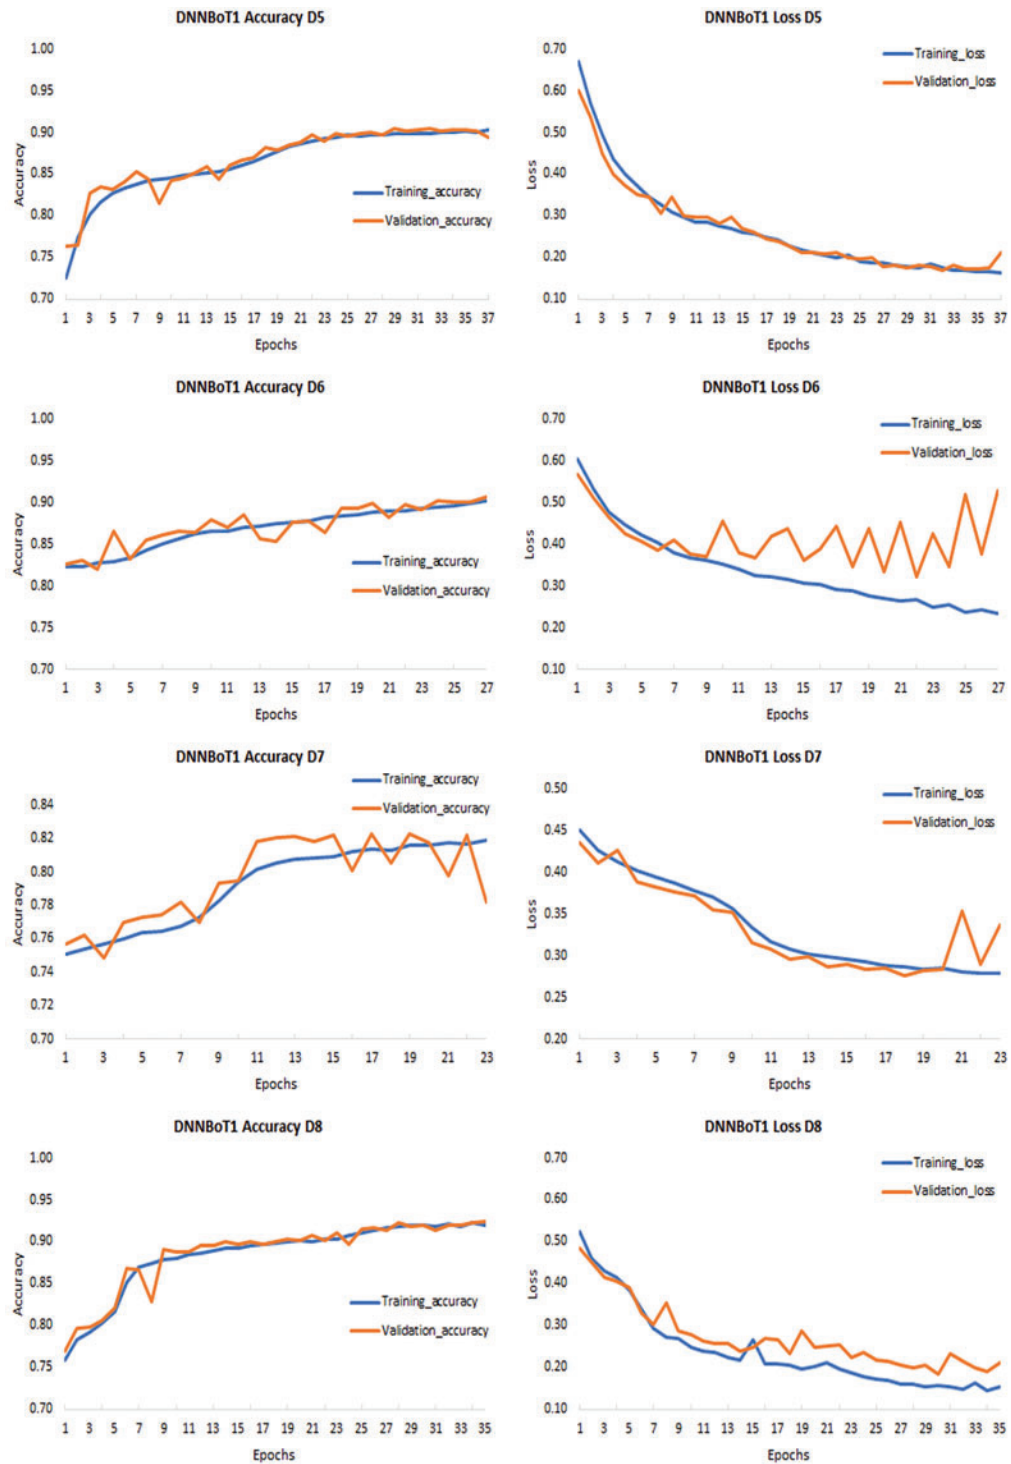 DNNBoT1 Accuracy D5
1.00
0.95
0.90
0.85
0.80
0.75
0.70
Accuracy
Training_accuracy
Validation_accuracy
1 3 5 7 9 11 13 15 17 19 21 23 25 27 29 31 33 35 37
Epochs
DNNBoT1 Loss D5
0.70
0.60
0.50
0.40
0.30
0.20
0.10
Loss
Training_loss
Validation_loss
1 3 5 7 9 11 13 15 17 19 21 23 25 27 29 31 33 35 37
Epochs
DNNBoT1 Accuracy D6
1.00
0.95
0.90
0.85
0.80
0.75
0.70
Accuracy
Training_accuracy
Validation_accuracy
1 3 5 7 9 11 13 15 17 19 21 23 25 27
Epochs
DNNBoT1 Loss D6
0.70
0.60
0.50
0.40
0.30
0.20
0.10
Loss
Training_loss
Validation_loss
1 3 5 7 9 11 13 15 17 19 21 23 25 27
Epochs
DNNBoT1 Accuracy D7
Training_accuracy
Validation_accuracy
0.84
0.82
0.80
0.78
0.76
0.74
0.72
0.70
Accuracy
1 3 5 7 9 11 13 15 17 19 21 23
Epochs
DNNBoT1 Loss D7
0.50
0.45
0.40
0.35
0.30
0.25
0.20
Loss
Training_loss
Validation_loss
1 3 5 7 9 11 13 15 17 19 21 23
Epochs
DNNBoT1 Accuracy D8
1.00
0.95
0.90
0.85
0.80
0.75
0.70
Accuracy
Training_accuracy
Validation_accuracy
1 3 5 7 9 11 13 15 17 19 21 23 25 27 29 31 33 35
Epochs
DNNBoT1 Loss D8
0.70
0.60
0.50
0.40
0.30
0.20
0.10
Loss
Training_loss
Validation_loss
1 3 5 7 9 11 13 15 17 19 21 23 25 27 29 31 33 35
Epochs